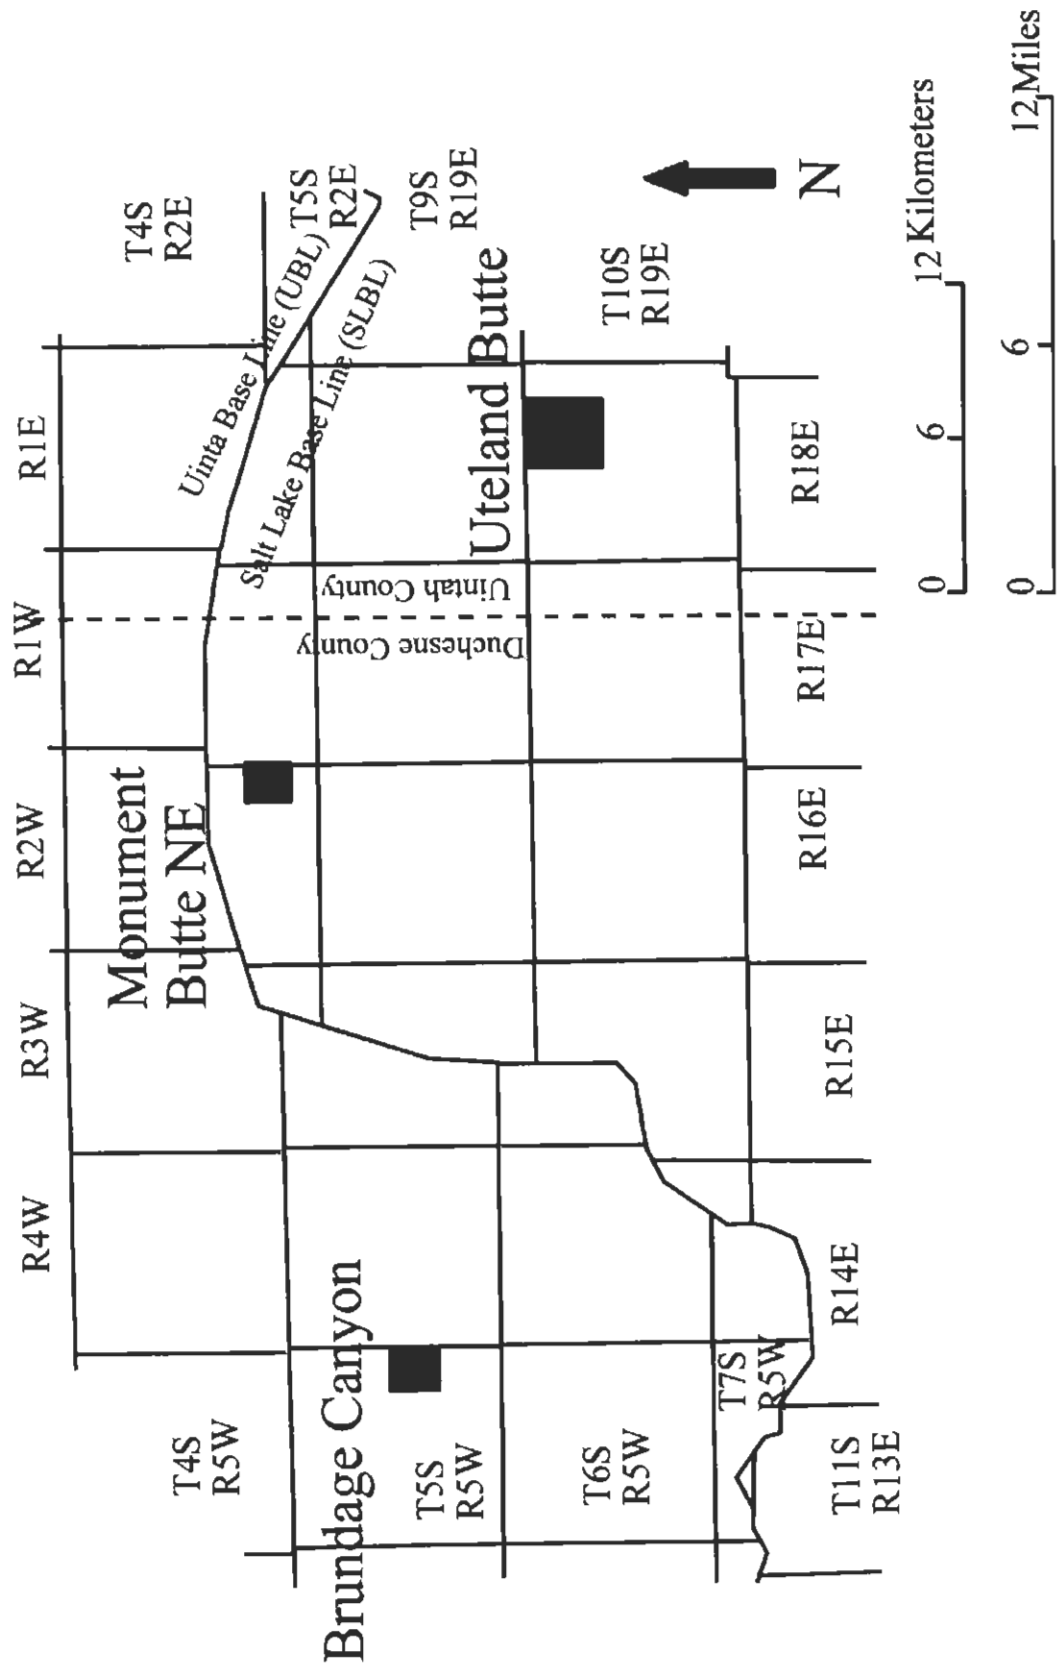 R4W
R3W
R2W
R1W
R1E
T4S
R5W
Monument
Butte NE
T4S
R2E
Uinta Base Line (UBL)
T5S
R2E
Salt Lake Base Line (SLBL)
Brundage Canyon
T5S
R5W
Duchesne County
Uintah County
T9S
R19E
Uteland Butte
T6S
R5W
T10S
R19E
T7S
R5W
N
T11S
R13E
R14E
R15E
R16E
R17E
R18E
0
6
12 Kilometers
0
6
12 Miles